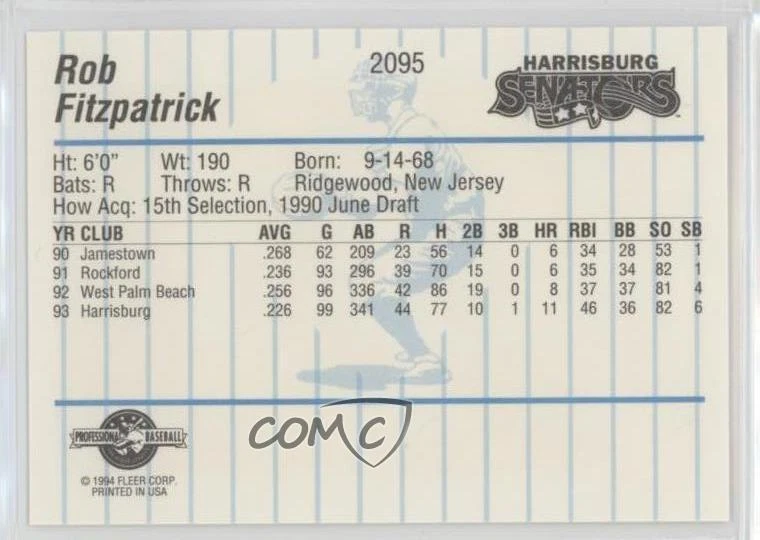 Rob
Fitzpatrick
2095
HARRISBURG
SENATORS
Ht: 6'0" Wt: 190 Born: 9-14-68
Bats: R Throws: R Ridgewood, New Jersey
How Acq: 15th Selection, 1990 June Draft
YR CLUB AVG G AB R H 2B 3B HR RBI BB SO SB
90 Jamestown .268 62 209 23 56 14 0 6 34 28 53 1
91 Rockford .236 93 296 39 70 15 0 6 35 34 82 1
92 West Palm Beach .256 96 336 42 86 19 0 8 37 37 81 4
93 Harrisburg .226 99 341 44 77 10 1 11 46 36 82 6
PROFESSIONAL BASEBALL
COMC
© 1994 FLEER CORP.
PRINTED IN USA